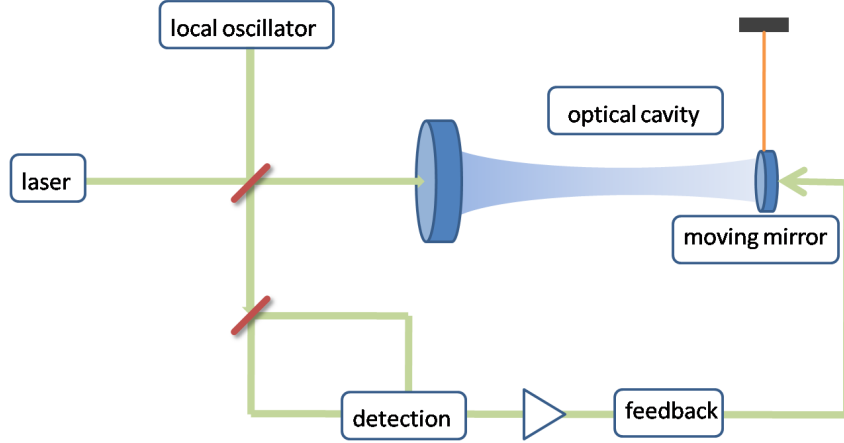 local oscillator
optical cavity
laser
moving mirror
detection
feedback